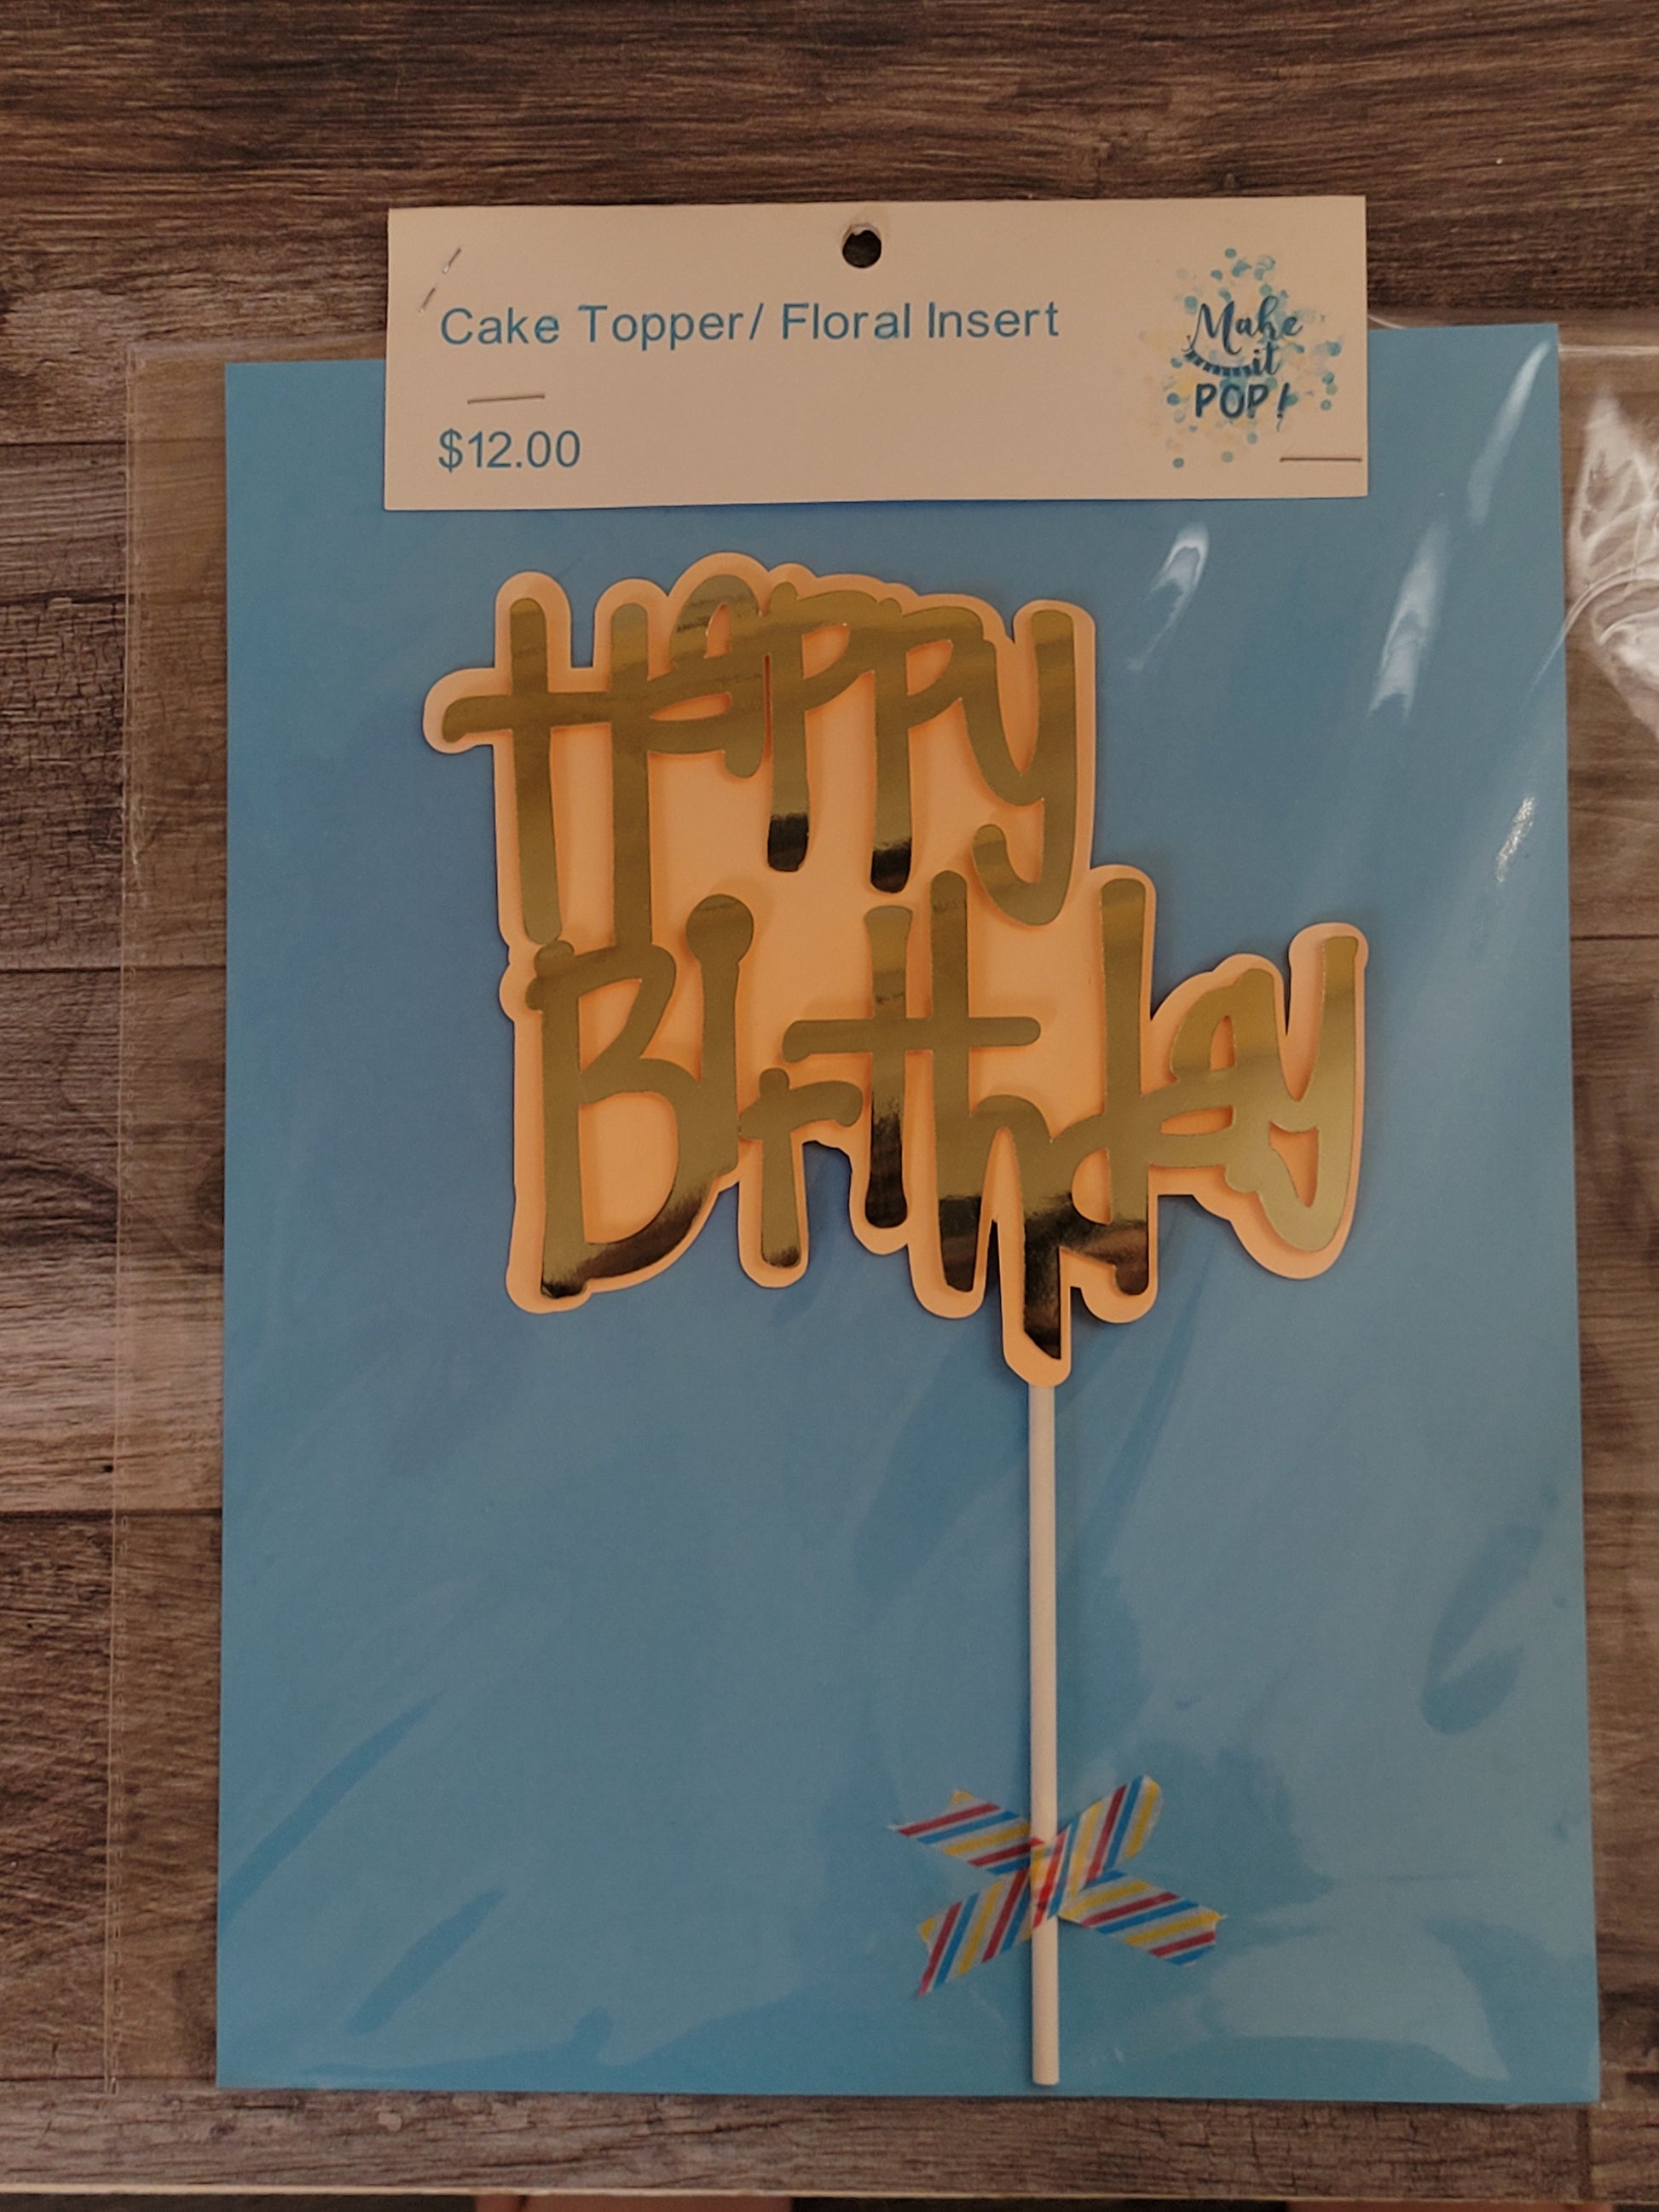 Cake Topper/ Floral Insert
$12.00
Make
it
POP!
Happy
BIrthday